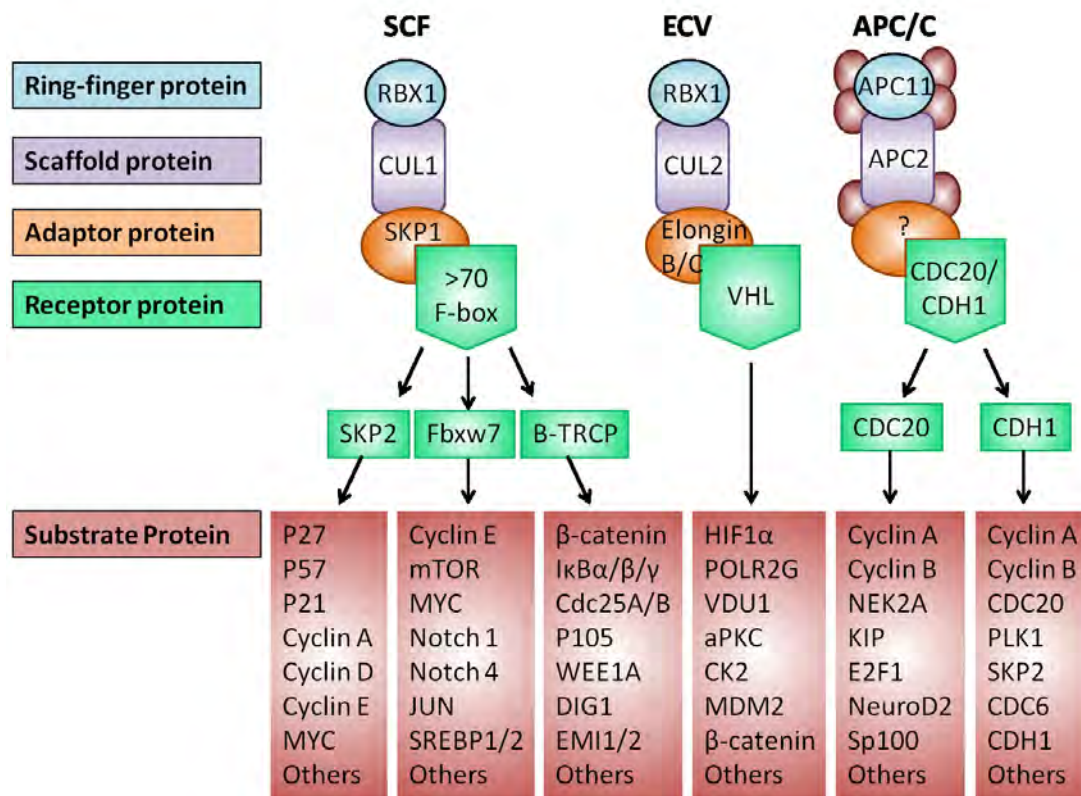 SCF
ECV
APC/C
Ring-finger protein
RBX1
RBX1
APC11
Scaffold protein
CUL1
CUL2
APC2
Adaptor protein
SKP1
Elongin
B/C
?
Receptor protein
>70
F-box
VHL
CDC20/
CDH1
SKP2
Fbxw7
B-TRCP
CDC20
CDH1
Substrate Protein
P27
P57
P21
Cyclin A
Cyclin D
Cyclin E
MYC
Others
Cyclin E
mTOR
MYC
Notch 1
Notch 4
JUN
SREBP1/2
Others
β-catenin
IκBα/β/γ
Cdc25A/B
P105
WEE1A
DIG1
EMI1/2
Others
HIF1α
POLR2G
VDU1
aPKC
CK2
MDM2
β-catenin
Others
Cyclin A
Cyclin B
NEK2A
KIP
E2F1
NeuroD2
Sp100
Others
Cyclin A
Cyclin B
CDC20
PLK1
SKP2
CDC6
CDH1
Others